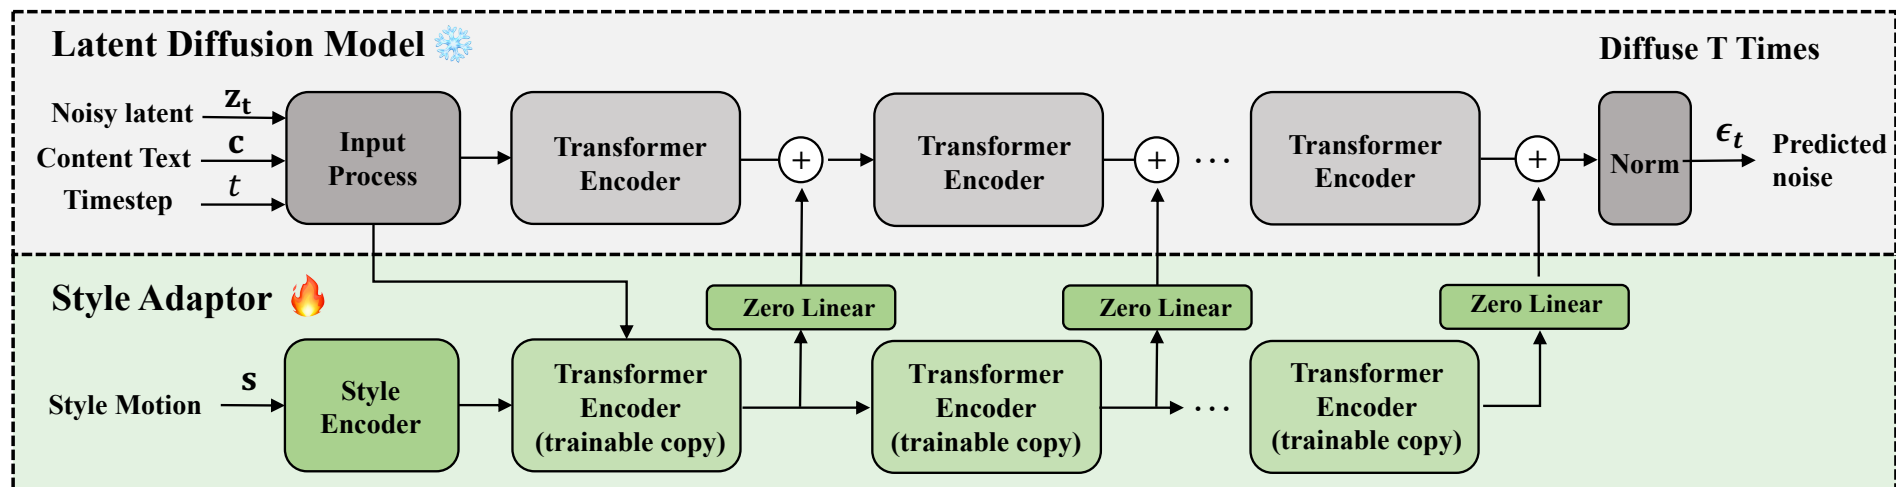 Latent Diffusion Model
Diffuse T Times
Noisy latent
z_t
Content Text
c
Timestep
t
Input
Process
Transformer
Encoder
+
Transformer
Encoder
+
...
Transformer
Encoder
+
Norm
ϵ_t
Predicted
noise
Style Adaptor
Zero Linear
Zero Linear
Zero Linear
Style Motion
s
Style
Encoder
Transformer
Encoder
(trainable copy)
Transformer
Encoder
(trainable copy)
...
Transformer
Encoder
(trainable copy)